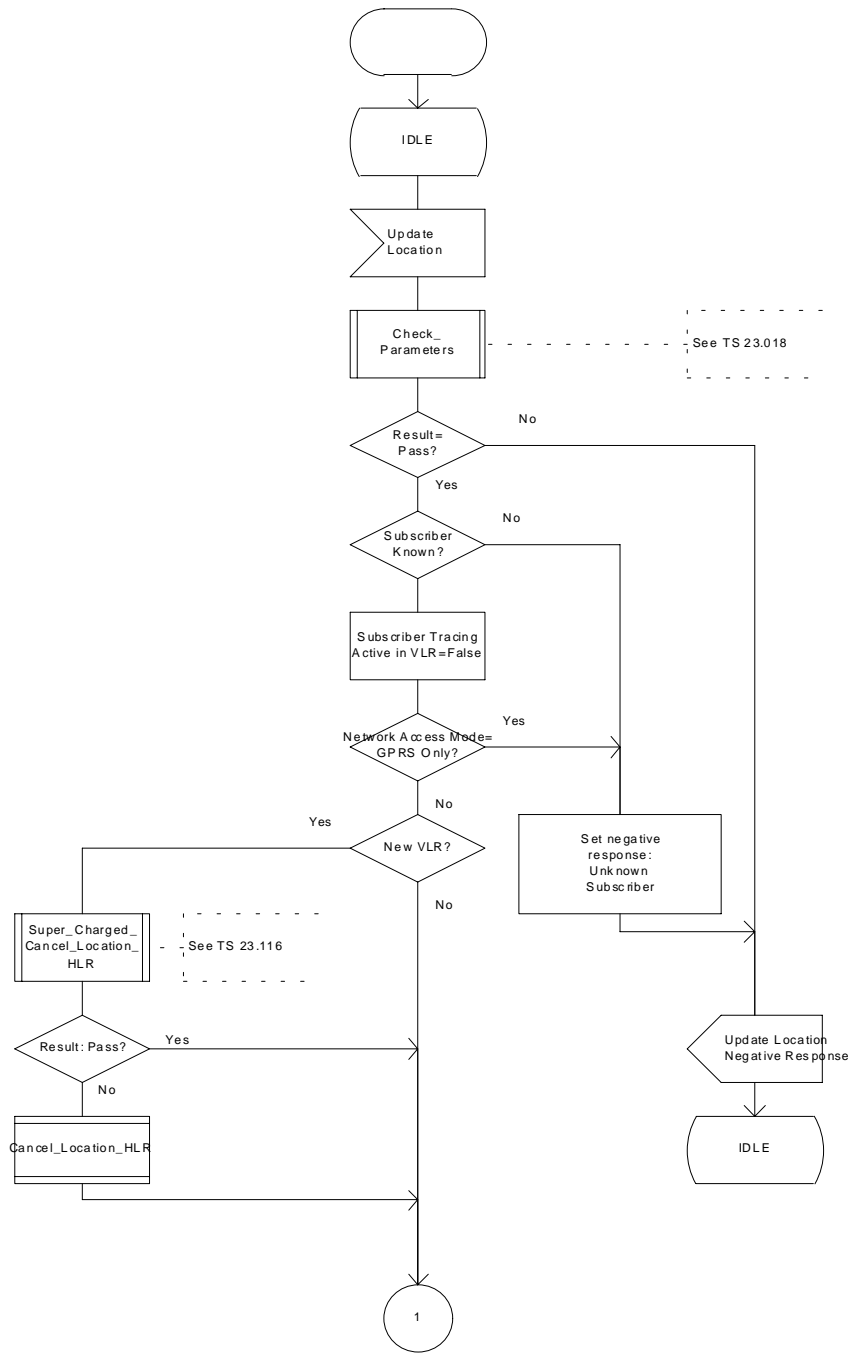 IDLE
Update
Location
Check_
Parameters
See TS 23.018
Result=
Pass?
No
Yes
Subscriber
Known?
No
Subscriber Tracing
Active in VLR=False
Network Access Mode=
GPRS Only?
Yes
No
New VLR?
Yes
No
Set negative
response:
Unknown
Subscriber
Super_Charged_
Cancel_Location_
HLR
See TS 23.116
Result: Pass?
Yes
No
Update Location
Negative Response
Cancel_Location_HLR
IDLE
1